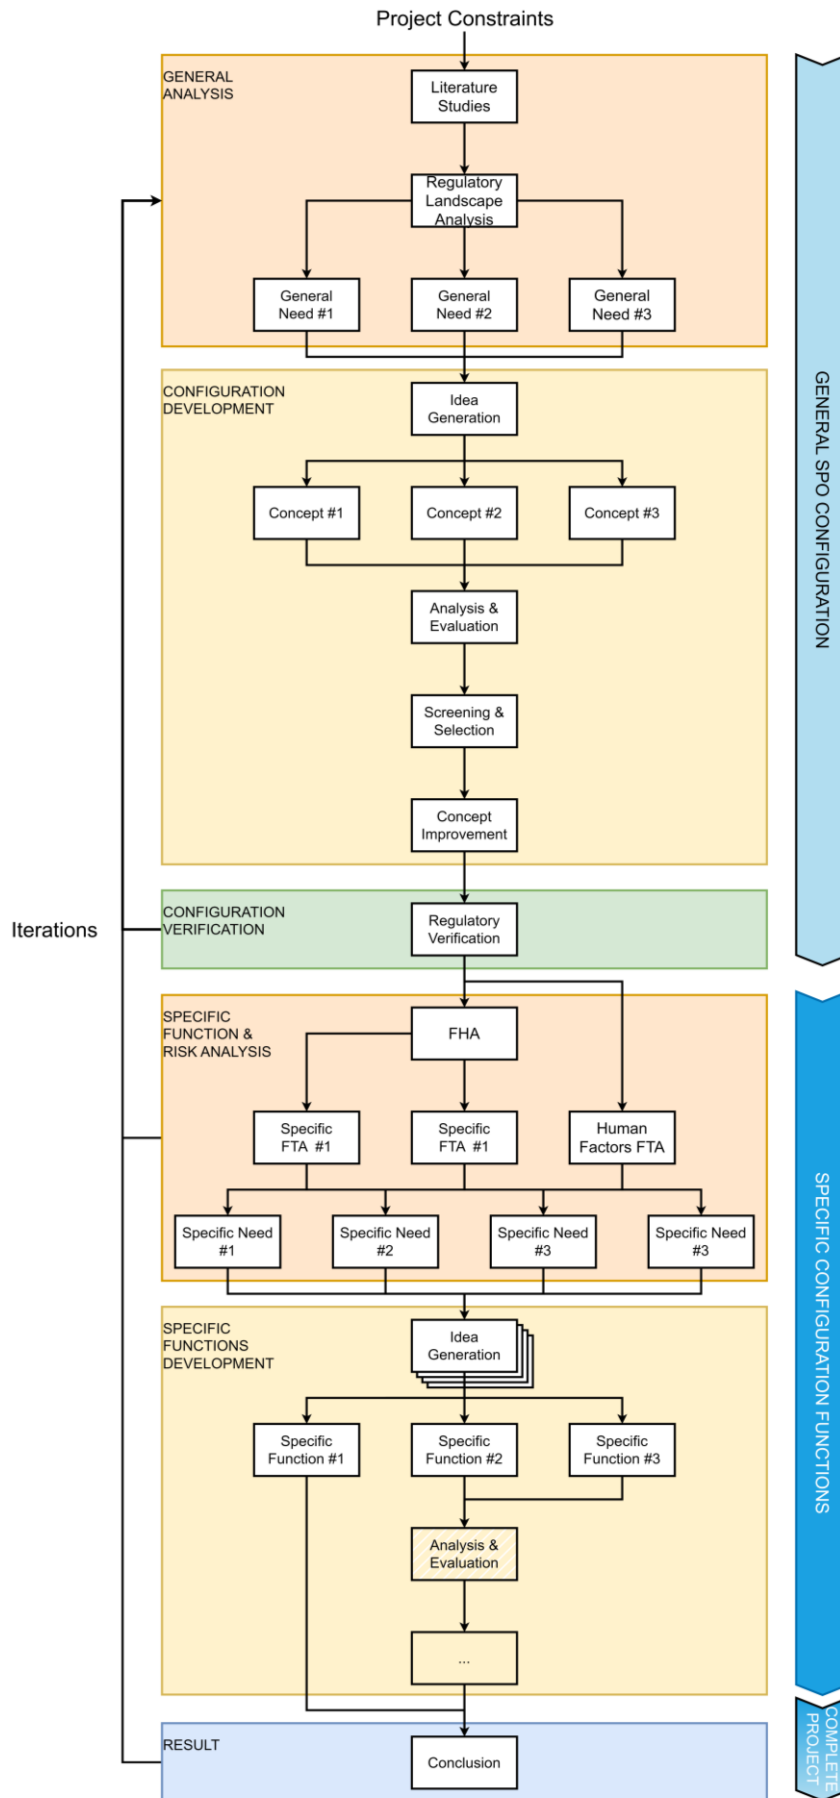 Project Constraints
GENERAL
ANALYSIS
Literature
Studies
Regulatory
Landscape
Analysis
General
Need #1
General
Need #2
General
Need #3
CONFIGURATION
DEVELOPMENT
Idea
Generation
Concept #1
Concept #2
Concept #3
Analysis &
Evaluation
Screening &
Selection
Concept
Improvement
GENERAL SPO CONFIGURATION
Iterations
CONFIGURATION
VERIFICATION
Regulatory
Verification
SPECIFIC
FUNCTION &
RISK ANALYSIS
FHA
Specific
FTA #1
Specific
FTA #1
Human
Factors FTA
Specific Need
#1
Specific Need
#2
Specific Need
#3
Specific Need
#3
SPECIFIC CONFIGURATION FUNCTIONS
SPECIFIC
FUNCTIONS
DEVELOPMENT
Idea
Generation
Specific
Function #1
Specific
Function #2
Specific
Function #3
Analysis &
Evaluation
...
RESULT
Conclusion
COMPLETE
PROJECT